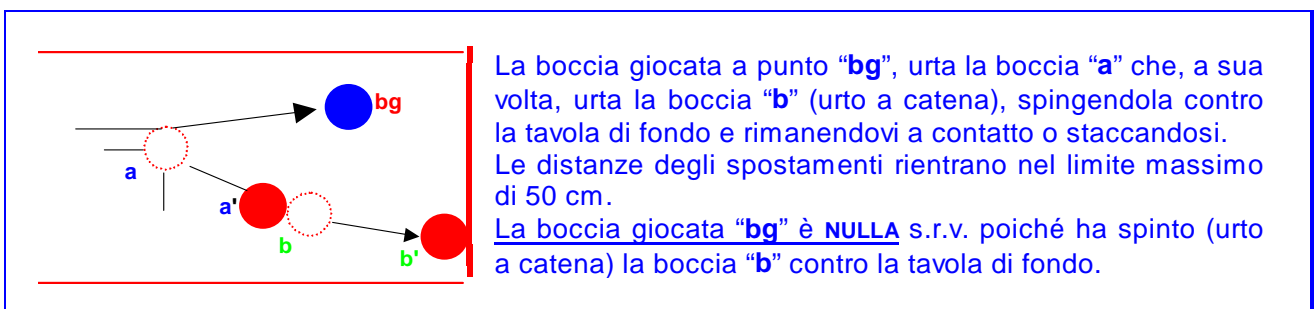 La boccia giocata a punto “bg”, urta la boccia “a” che, a sua
volta, urta la boccia “b” (urto a catena), spingendola contro
la tavola di fondo e rimanendovi a contatto o staccandosi.
Le distanze degli spostamenti rientrano nel limite massimo
di 50 cm.
La boccia giocata “bg” è NULLA s.r.v. poiché ha spinto (urto
a catena) la boccia “b” contro la tavola di fondo.
bg
a
a'
b
b'